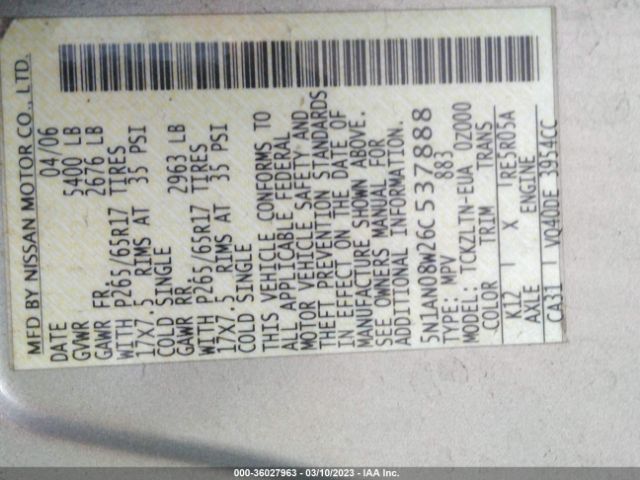 MFD BY NISSAN MOTOR CO., LTD.
DATE 04/06
GVWR 5400 LB
GAWR FR. 2676 LB
WITH P265/65R17 TIRES
17X7.5 RIMS AT 35 PSI
COLD SINGLE
GAWR RR. 2963 LB
WITH P265/65R17 TIRES
17X7.5 RIMS AT 35 PSI
COLD SINGLE
THIS VEHICLE CONFORMS TO
ALL APPLICABLE FEDERAL
MOTOR VEHICLE SAFETY AND
THEFT PREVENTION STANDARDS
IN EFFECT ON THE DATE OF
MANUFACTURE SHOWN ABOVE.
SEE OWNERS MANUAL FOR
ADDITIONAL INFORMATION.
5N1AN08W26C537888
TYPE: MPV 883
MODEL: TCKZLTN-EUA 02000
COLOR TRIM TRANS
K12 X RE5R05A
AXLE ENGINE
CA31 VQ40DE 3954CC
000-36027963 - 03/10/2023 - IAA Inc.